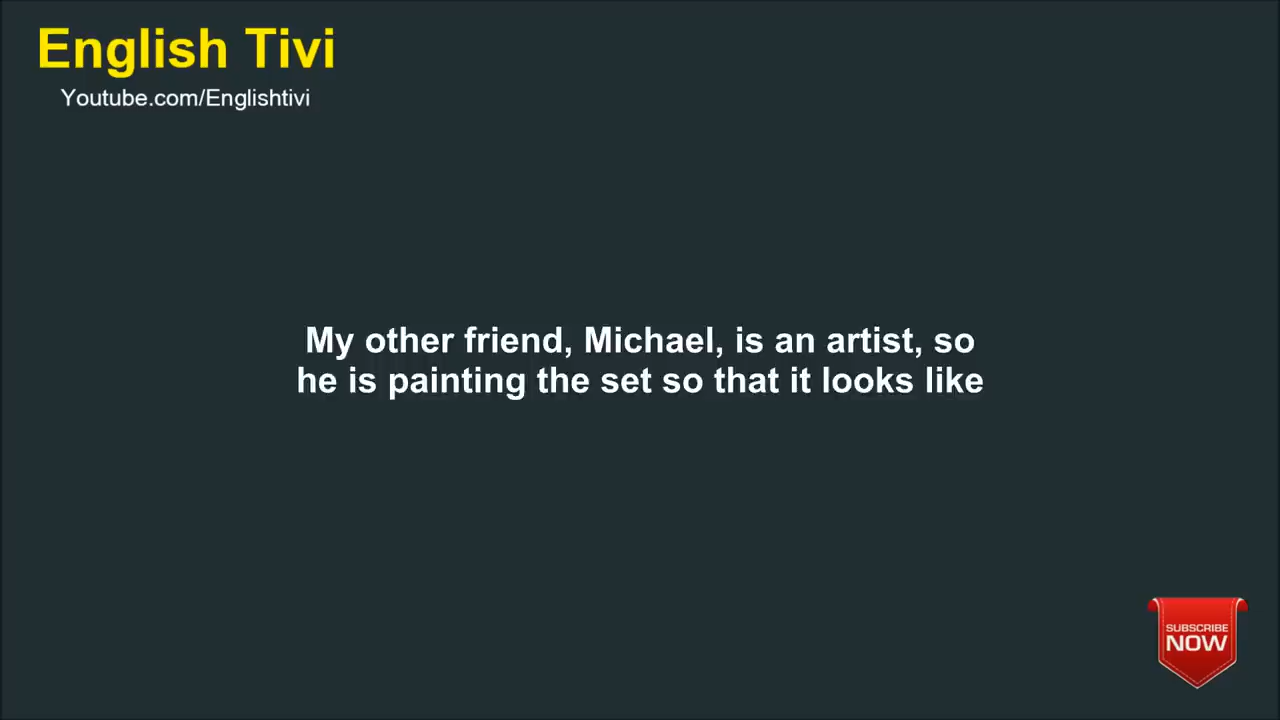 English Tivi
Youtube.com/Englishtivi
My other friend, Michael, is an artist, so
he is painting the set so that it looks like
SUBSCRIBE
NOW